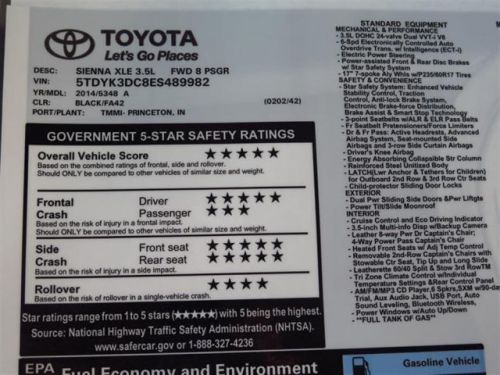 TOYOTA
Let's Go Places
DESC: SIENNA XLE 3.5L FWD 8 PSGR
VIN: 5TDYK3DC8ES489982
YR/MDL: 2014/5348 A
CLR: BLACK/FA42 (0202/42)
PORT/PLANT: TMMI- PRINCETON, IN
GOVERNMENT 5-STAR SAFETY RATINGS
Overall Vehicle Score ★★★★★
Based on the combined ratings of frontal, side and rollover.
Should ONLY be compared to other vehicles of similar size and weight.
Frontal Driver ★★★★
Crash Passenger ★★★
Based on the risk of injury in a frontal impact.
Should ONLY be compared to other vehicles of similar size and weight.
Side Front seat ★★★★★
Crash Rear seat ★★★★★
Based on the risk of injury in a side impact.
Rollover ★★★★
Based on the risk of rollover in a single-vehicle crash.
Star ratings range from 1 to 5 stars (★★★★★) with 5 being the highest.
Source: National Highway Traffic Safety Administration (NHTSA).
www.safercar.gov or 1-888-327-4236
EPA Fuel Economy and Environment
Gasoline Vehicle
STANDARD EQUIPMENT
MECHANICAL & PERFORMANCE
- 3.5L DOHC 24-valve Dual VVT-i V6
- 6-Spd Electronically Controlled Auto
Overdrive Trans. w/ Intelligence (ECT-i)
- Electric Power Steering
- Power-assisted Front & Rear Disc Brakes
w/ Star Safety System
- 17" 7-spoke Aly Whls w/P235/60R17 Tires
SAFETY & CONVENIENCE
- Star Safety System: Enhanced Vehicle
Stability Control, Traction
Control, Anti-lock Brake System,
Electronic Brake-force Distribution,
Brake Assist & Smart Stop Technology
- 3-point Seatbelts w/ALR & ELR Pass Belts
- Fr Seatbelt Pretensioners/Force Limiters
- Dr & Fr Pass: Active Headrests, Advanced
Airbag System, Seat-mounted Side
Airbags and 3-row Side Curtain Airbags
- Driver's Knee Airbag
- Energy Absorbing Collapsible Str Column
- Reinforced Steel Unitized Body
- LATCH(Lwr Anchor & Tethers for Children)
for Outboard 2nd Row & 3rd Row Ctr Seats
- Child-protector Sliding Door Locks
EXTERIOR
- Dual Pwr Sliding Side Doors &Pwr Liftgts
- Power Tilt/Slide Moonroof
INTERIOR
- Cruise Control and Eco Driving Indicator
- 3.5-inch Multi-info Disp w/Backup Camera
- Leather 8-way Pwr Dr Captain's Chair;
4-Way Power Pass Captain's Chair
- Heated Front Seats w/ Adj Temp Control
- Removable 2nd-Row Captain's Chairs with
Stowable Ctr Seat, Tip Up and Long Slide
- Leatherette 60/40 Split & Stow 3rd RowTM
- Tri Zone Climate Control w/Individual
Temperature Settings&Rear Control Panel
- AM/FM/MP3 CD Player,6 Spkrs,SXM w/90-day
Trial, Aux Audio Jack, USB Port, Auto
Sound Leveling, Bluetooth Wireless,
- Power Windows w/Auto Up/Down
**FULL TANK OF GAS**